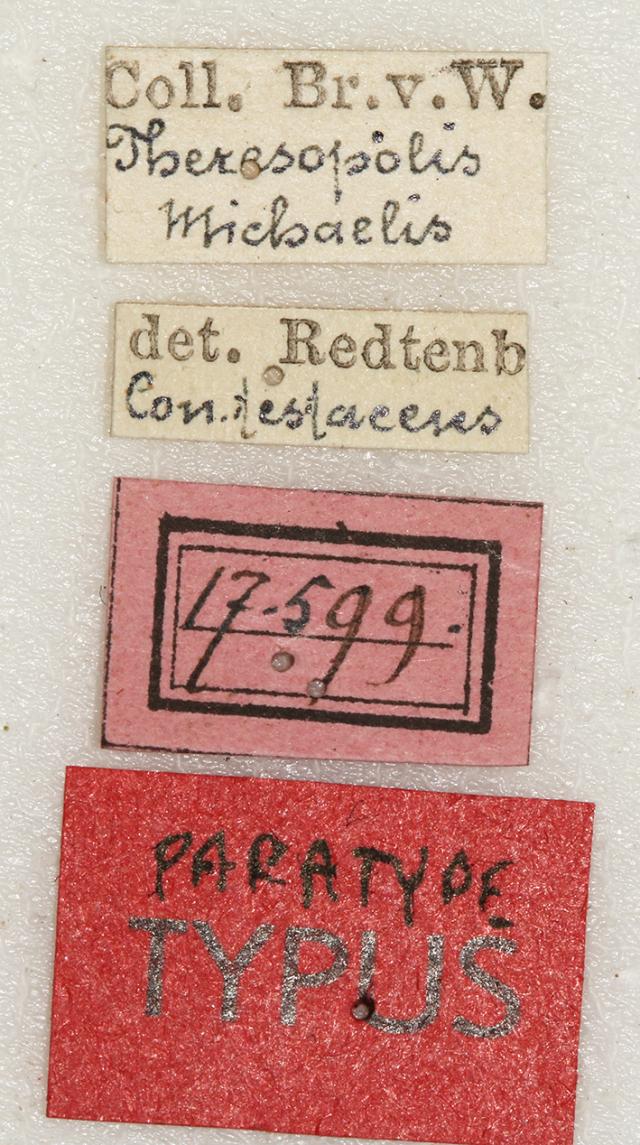 Coll. Br.v.W.
Theresopolis
Michaelis
det. Redtenb
Con. testaceus
17.599.
PARATYPE
TYPUS